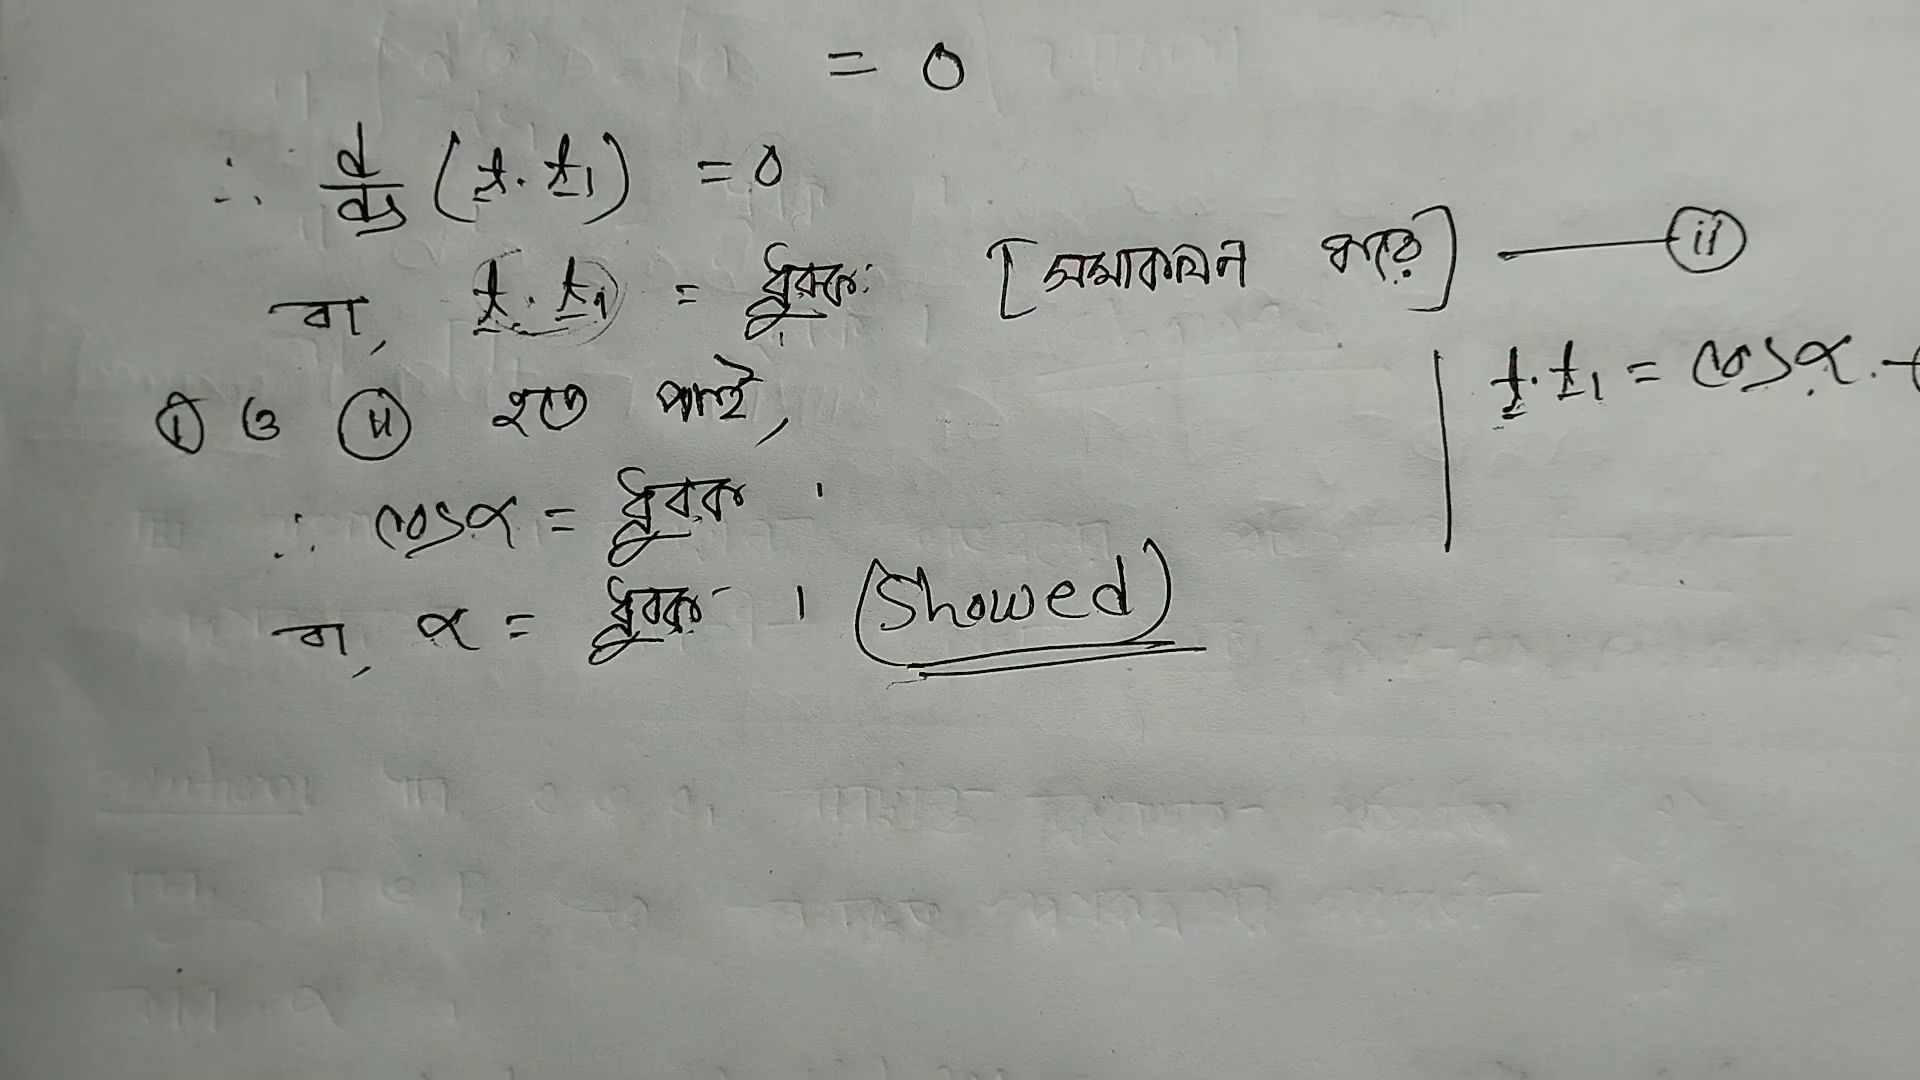 = 0
∴ d/ds (t. t₁) = 0
বা, t. t₁ = ধ্রুবক [সমাকলন করে] — (ii)
t. t₁ = cosα. –
(i) ও (ii) হতে পাই,
∴ cosα = ধ্রুবক ।
বা, α = ধ্রুবক । (Showed)